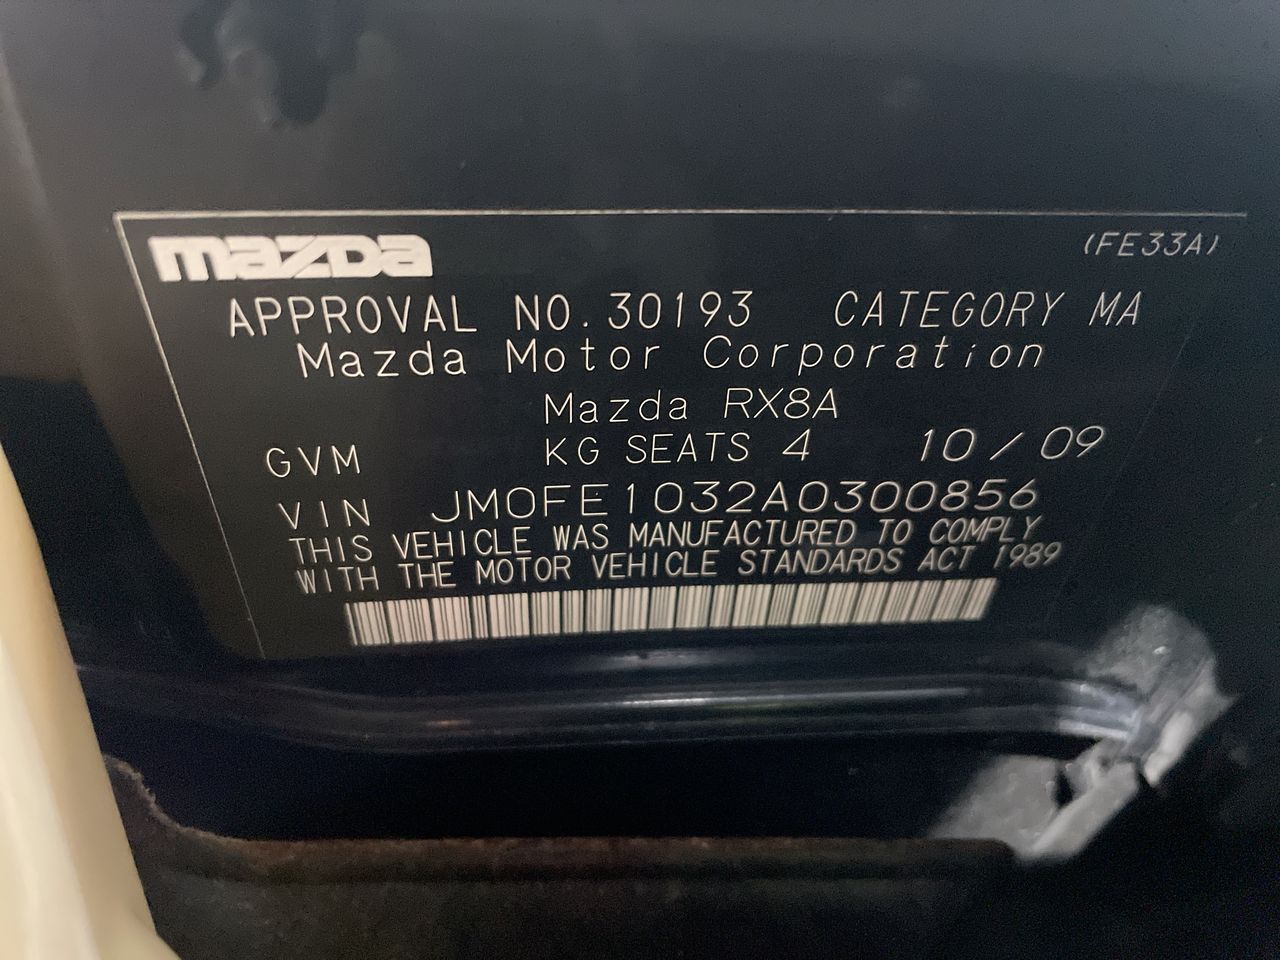 mazda (FE33A)
APPROVAL NO.30193 CATEGORY MA
Mazda Motor Corporation
Mazda RX8A
GVM KG SEATS 4 10/09
VIN JM0FE1032A0300856
THIS VEHICLE WAS MANUFACTURED TO COMPLY
WITH THE MOTOR VEHICLE STANDARDS ACT 1989